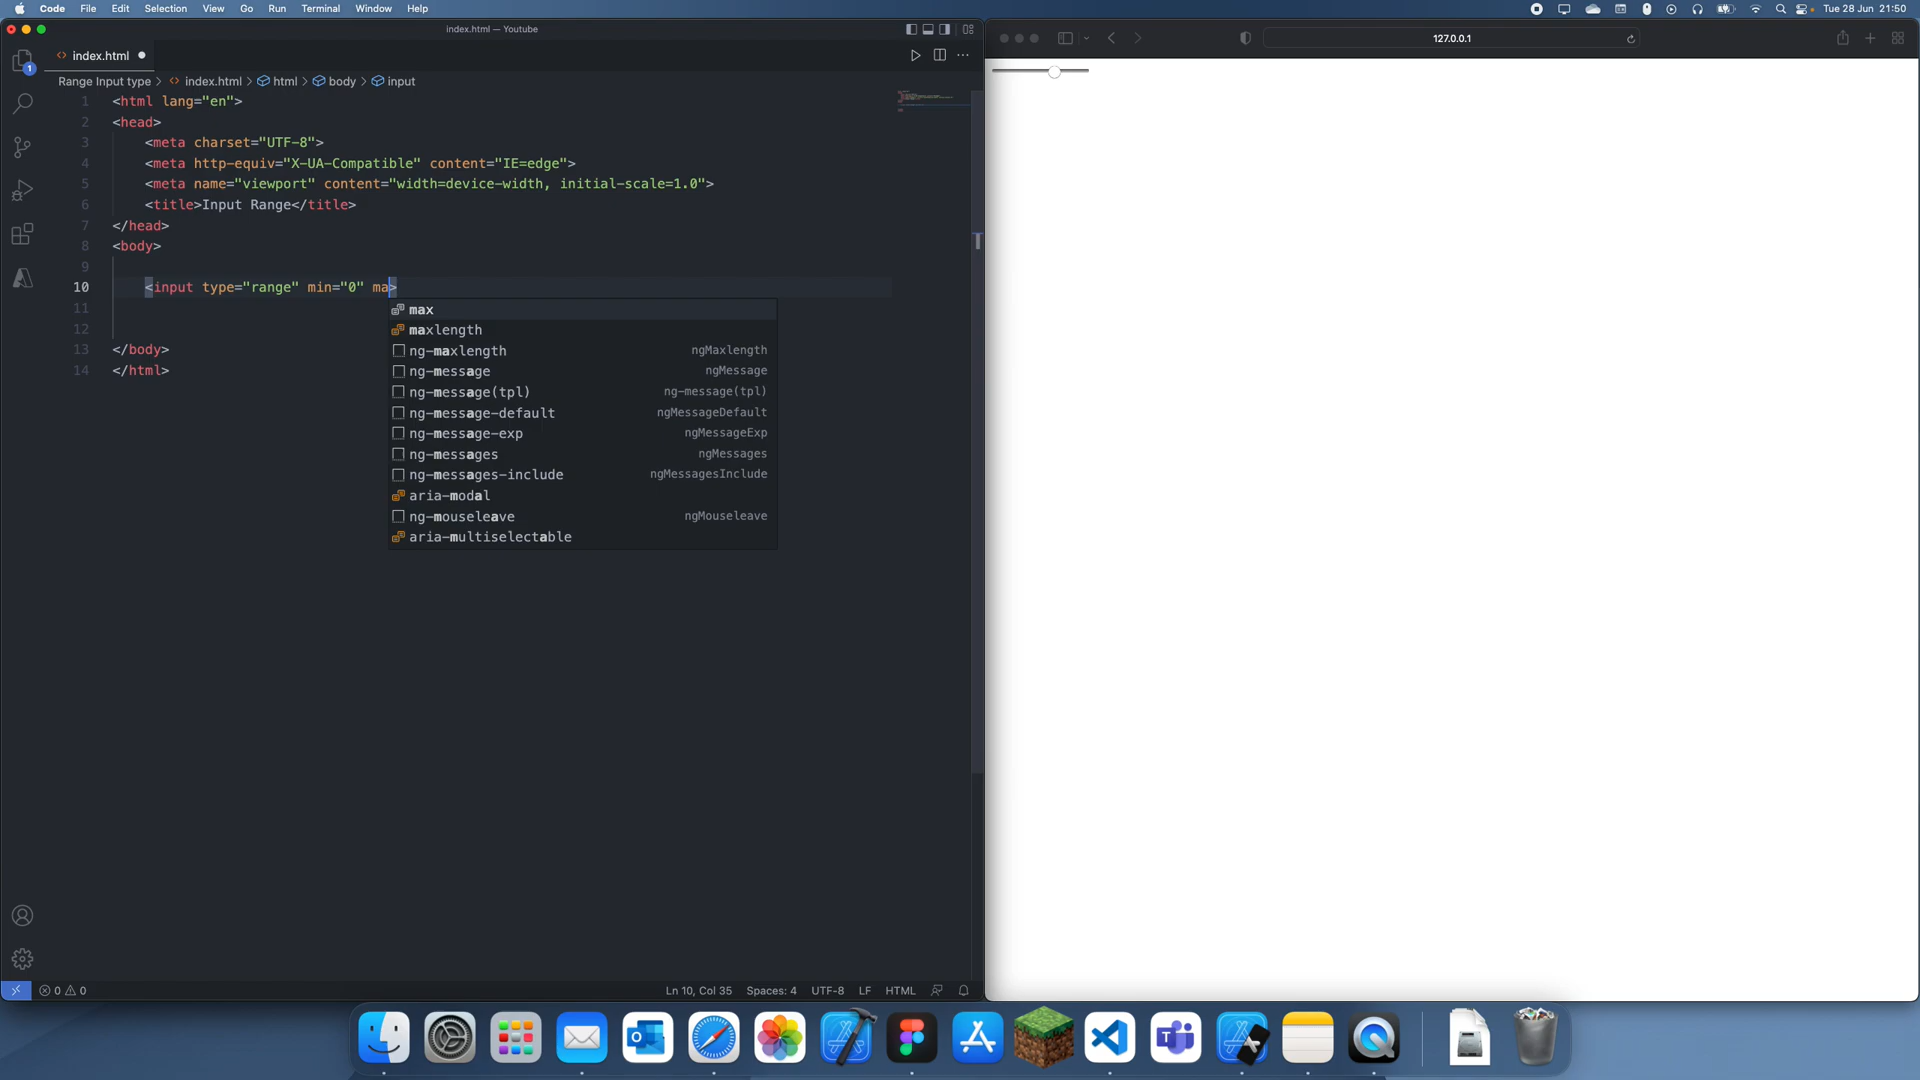 Code File Edit Selection View Go Run Terminal Window Help Tue 28 Jun 21:50
index.html — Youtube
127.0.0.1
index.html
Range Input type > index.html > html > body > input
1 <html lang="en">
2 <head>
3 <meta charset="UTF-8">
4 <meta http-equiv="X-UA-Compatible" content="IE=edge">
5 <meta name="viewport" content="width=device-width, initial-scale=1.0">
6 <title>Input Range</title>
7 </head>
8 <body>
9
10 <input type="range" min="0" ma>
11
12
13 </body>
14 </html>
max
maxlength
ng-maxlength ngMaxlength
ng-message ngMessage
ng-message(tpl) ng-message(tpl)
ng-message-default ngMessageDefault
ng-message-exp ngMessageExp
ng-messages ngMessages
ng-messages-include ngMessagesInclude
aria-modal
ng-mouseleave ngMouseleave
aria-multiselectable
1
0 0
Ln 10, Col 35 Spaces: 4 UTF-8 LF HTML